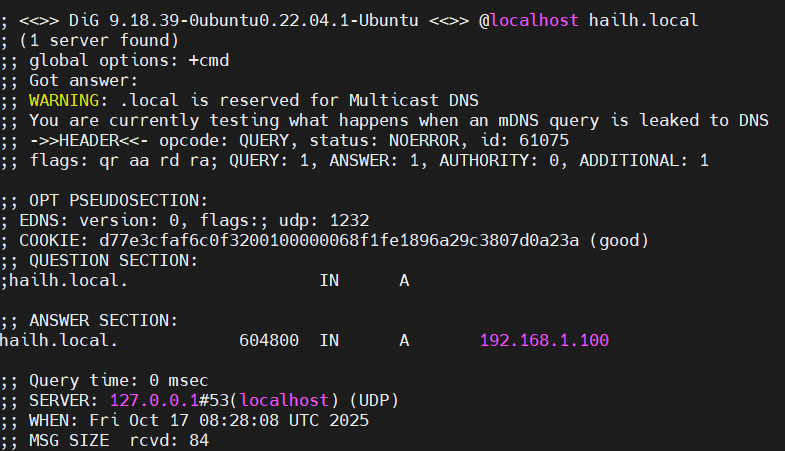 ; <<>> DiG 9.18.39-0ubuntu0.22.04.1-Ubuntu <<>> @localhost hailh.local
; (1 server found)
;; global options: +cmd
;; Got answer:
;; WARNING: .local is reserved for Multicast DNS
;; You are currently testing what happens when an mDNS query is leaked to DNS
;; ->>HEADER<<- opcode: QUERY, status: NOERROR, id: 61075
;; flags: qr aa rd ra; QUERY: 1, ANSWER: 1, AUTHORITY: 0, ADDITIONAL: 1
;; OPT PSEUDOSECTION:
; EDNS: version: 0, flags:; udp: 1232
; COOKIE: d77e3cfaf6c0f3200100000068f1fe1896a29c3807d0a23a (good)
;; QUESTION SECTION:
;hailh.local. IN A
;; ANSWER SECTION:
hailh.local. 604800 IN A 192.168.1.100
;; Query time: 0 msec
;; SERVER: 127.0.0.1#53(localhost) (UDP)
;; WHEN: Fri Oct 17 08:28:08 UTC 2025
;; MSG SIZE rcvd: 84